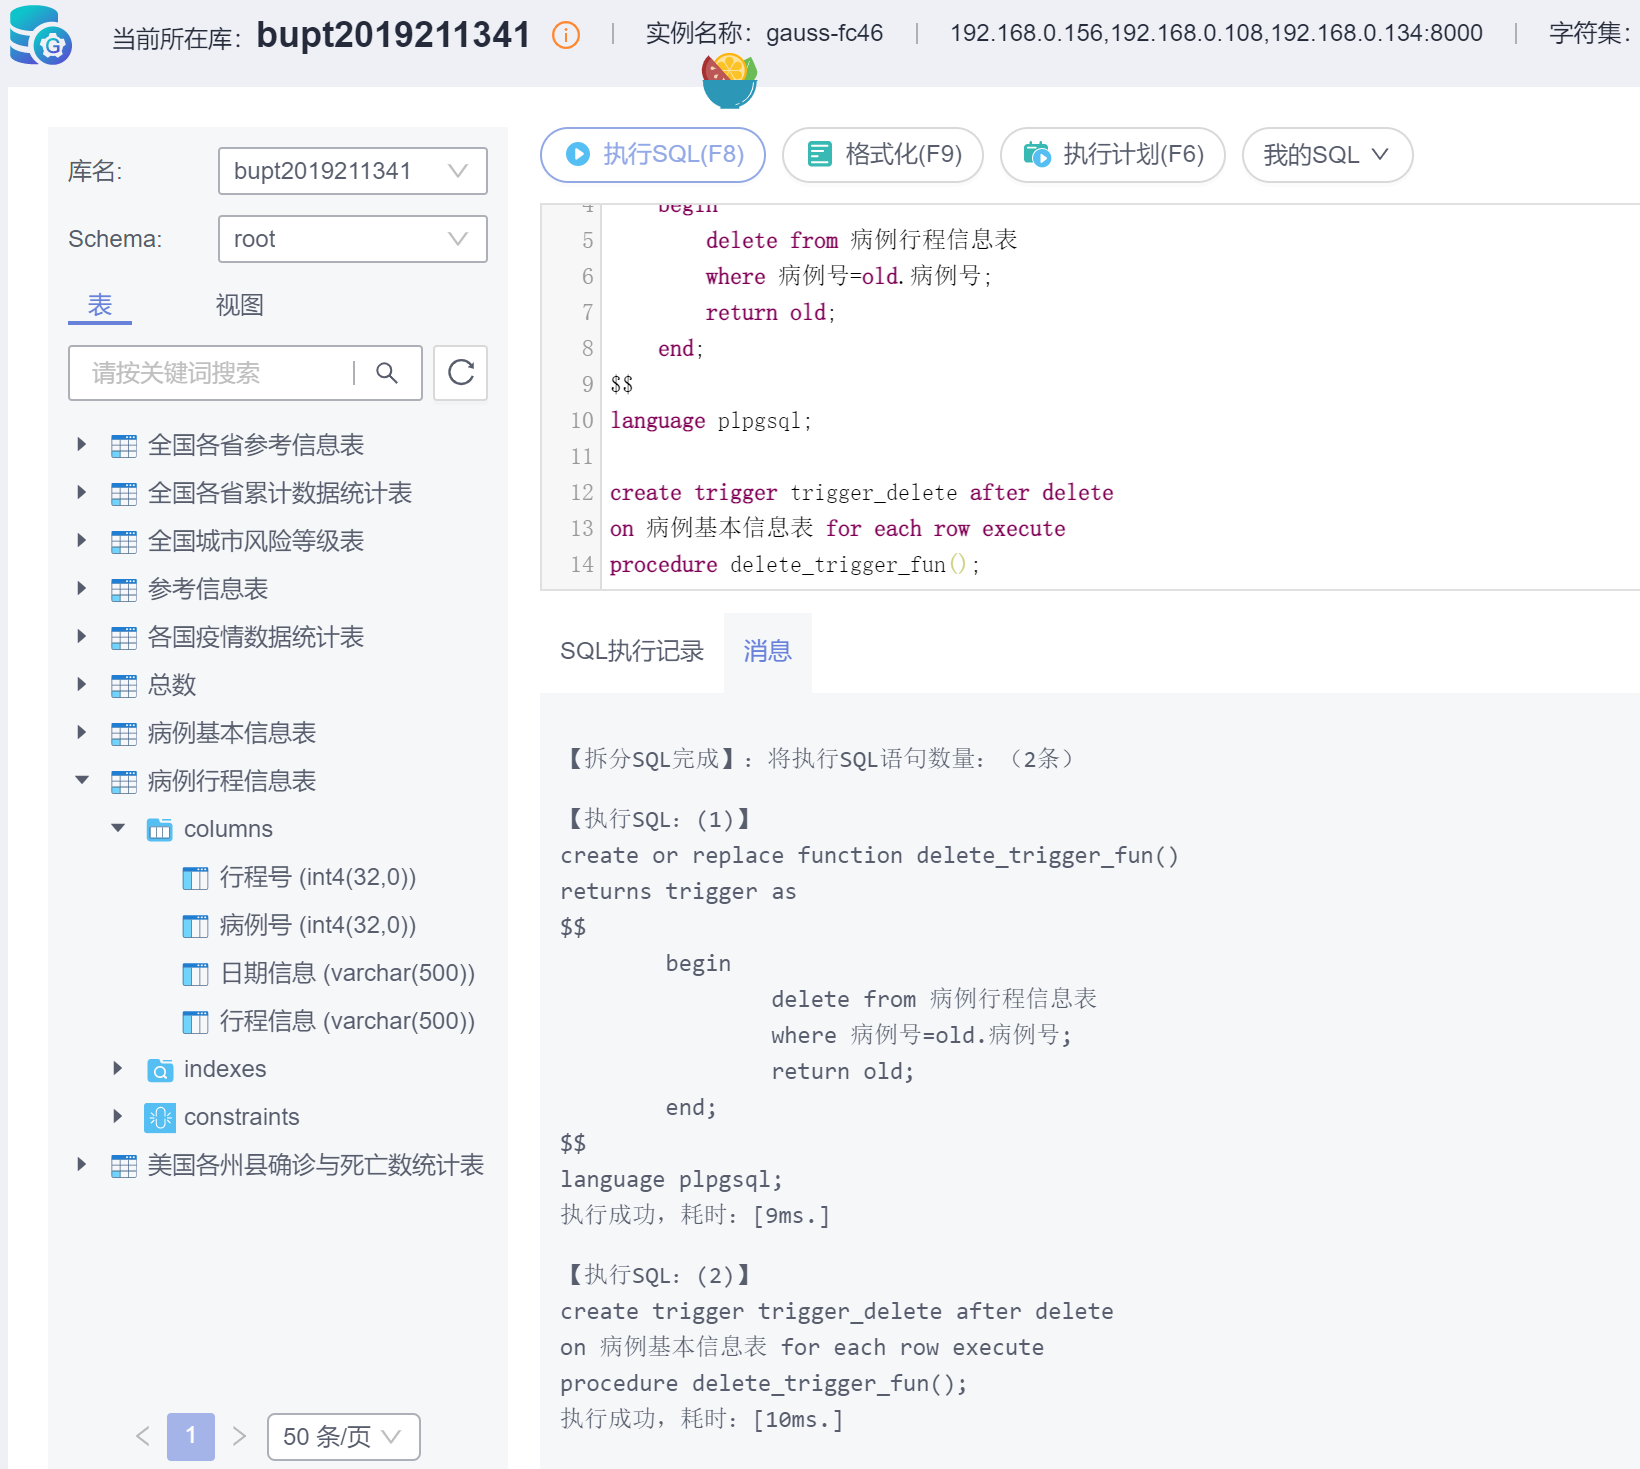 当前所在库： bupt2019211341 | 实例名称： gauss-fc46 | 192.168.0.156,192.168.0.108,192.168.0.134:8000 | 字符集：
库名: bupt2019211341
Schema: root
表 视图
请按关键词搜索
全国各省参考信息表
全国各省累计数据统计表
全国城市风险等级表
参考信息表
各国疫情数据统计表
总数
病例基本信息表
病例行程信息表
columns
行程号 (int4(32,0))
病例号 (int4(32,0))
日期信息 (varchar(500))
行程信息 (varchar(500))
indexes
constraints
美国各州县确诊与死亡数统计表
< 1 > 50 条/页
执行SQL(F8) 格式化(F9) 执行计划(F6) 我的SQL
4 begin
5 delete from 病例行程信息表
6 where 病例号=old.病例号;
7 return old;
8 end;
9 $$
10 language plpgsql;
11
12 create trigger trigger_delete after delete
13 on 病例基本信息表 for each row execute
14 procedure delete_trigger_fun();
SQL执行记录 消息
【拆分SQL完成】：将执行SQL语句数量：（2条）
【执行SQL：(1)】
create or replace function delete_trigger_fun()
returns trigger as
$$
begin
delete from 病例行程信息表
where 病例号=old.病例号;
return old;
end;
$$
language plpgsql;
执行成功，耗时：[9ms.]
【执行SQL：(2)】
create trigger trigger_delete after delete
on 病例基本信息表 for each row execute
procedure delete_trigger_fun();
执行成功，耗时：[10ms.]